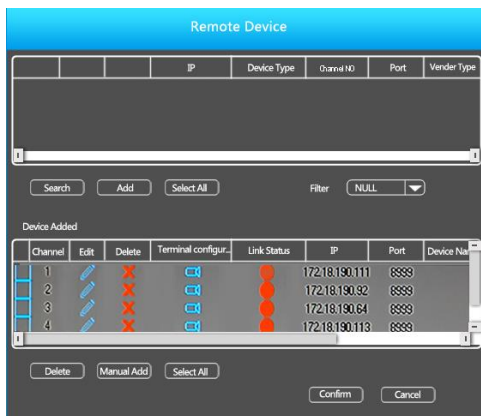 Remote Device
IP Device Type Channel NO Port Vender Type
Search Add Select All Filter NULL
Device Added
Channel Edit Delete Terminal configur... Link Status IP Port Device Na
1 172.18.190.111 8999
2 172.18.190.92 8999
3 172.18.190.64 8999
4 172.18.190.113 8999
Delete Manual Add Select All
Confirm Cancel